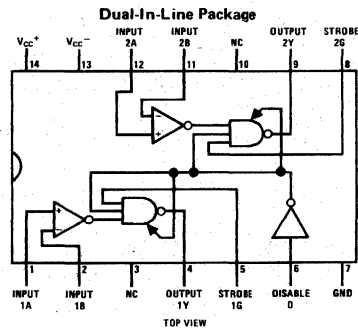 Dual-In-Line Package
VCC+ VCC− INPUT 2A INPUT 2B NC OUTPUT 2Y STROBE 2G
14 13 12 11 10 9 8
+ −
+ −
1 2 3 4 5 6 7
INPUT 1A INPUT 1B NC OUTPUT 1Y STROBE 1G DISABLE D GND
TOP VIEW